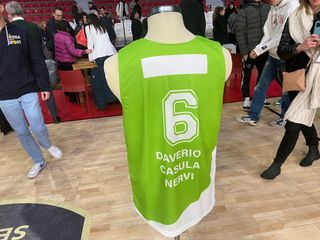 6
DAVERIO
CASULA
NERVI